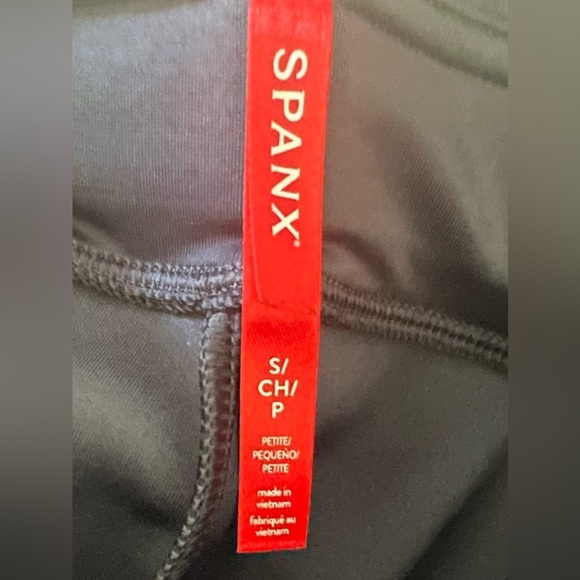 SPANX®
S/
CH/
P
PETITE/
PEQUEÑO/
PETITE
made in
vietnam
fabriqué au
vietnam